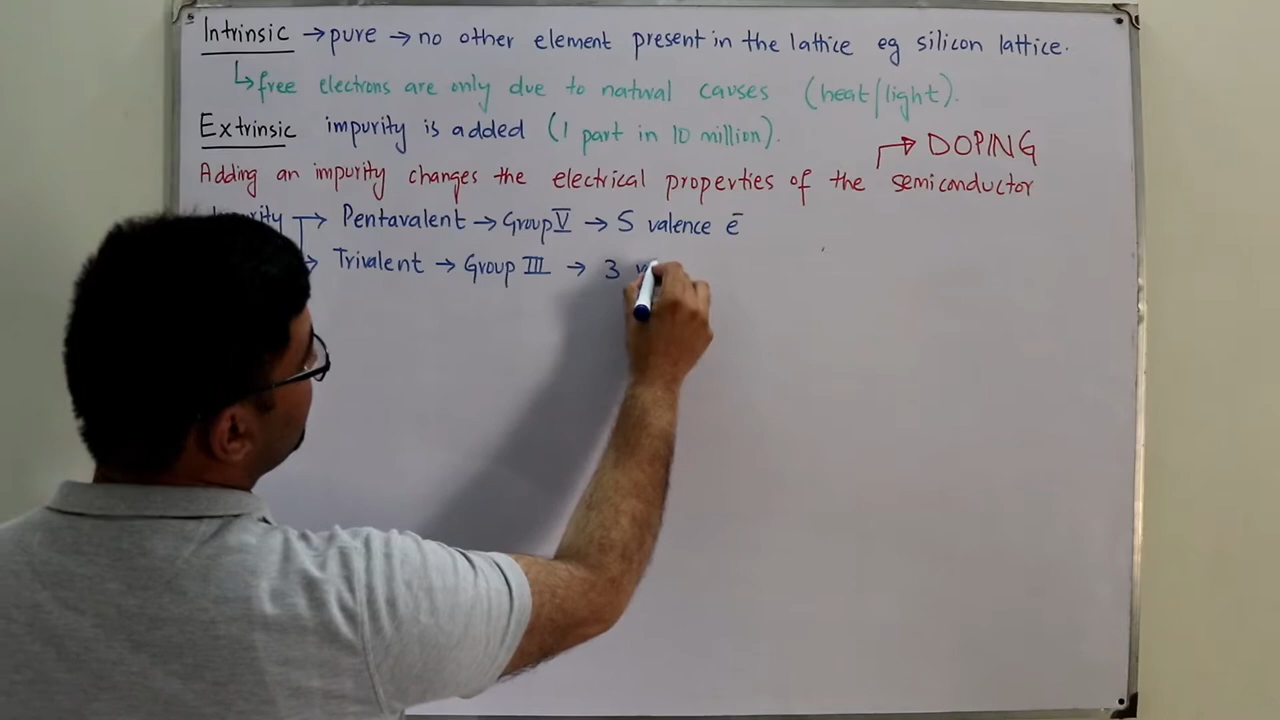 Intrinsic → pure → no other element present in the lattice eg silicon lattice.
↳ free electrons are only due to natural causes (heat/light).
Extrinsic impurity is added (1 part in 10 million).
→ DOPING
Adding an impurity changes the electrical properties of the semiconductor
→ Pentavalent → Group V → 5 valence e̅
→ Trivalent → Group III → 3